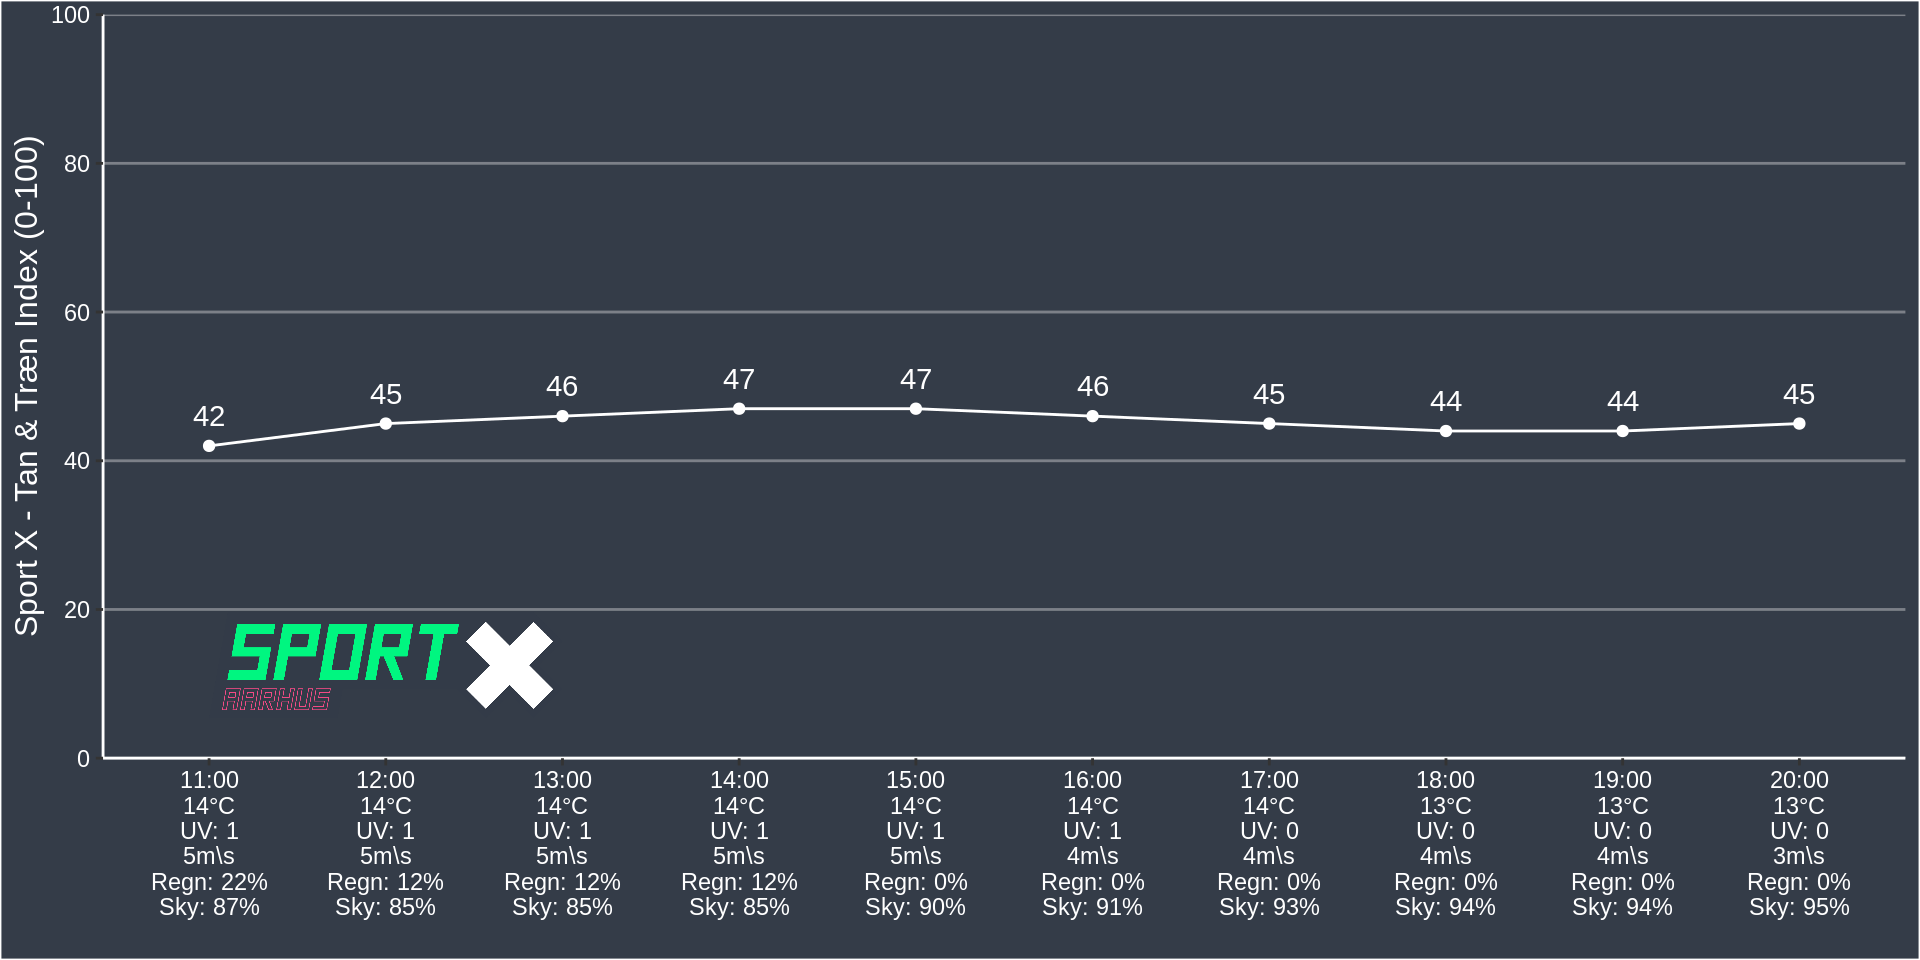 Sport X - Tan & Træn Index (0-100)
100
80
60
40
20
0
42
45
46
47
47
46
45
44
44
45
SPORT X
AARHUS
11:00 12:00 13:00 14:00 15:00 16:00 17:00 18:00 19:00 20:00
14°C 14°C 14°C 14°C 14°C 14°C 14°C 13°C 13°C 13°C
UV: 1 UV: 1 UV: 1 UV: 1 UV: 1 UV: 1 UV: 0 UV: 0 UV: 0 UV: 0
5m\s 5m\s 5m\s 5m\s 5m\s 4m\s 4m\s 4m\s 4m\s 3m\s
Regn: 22% Regn: 12% Regn: 12% Regn: 12% Regn: 0% Regn: 0% Regn: 0% Regn: 0% Regn: 0% Regn: 0%
Sky: 87% Sky: 85% Sky: 85% Sky: 85% Sky: 90% Sky: 91% Sky: 93% Sky: 94% Sky: 94% Sky: 95%